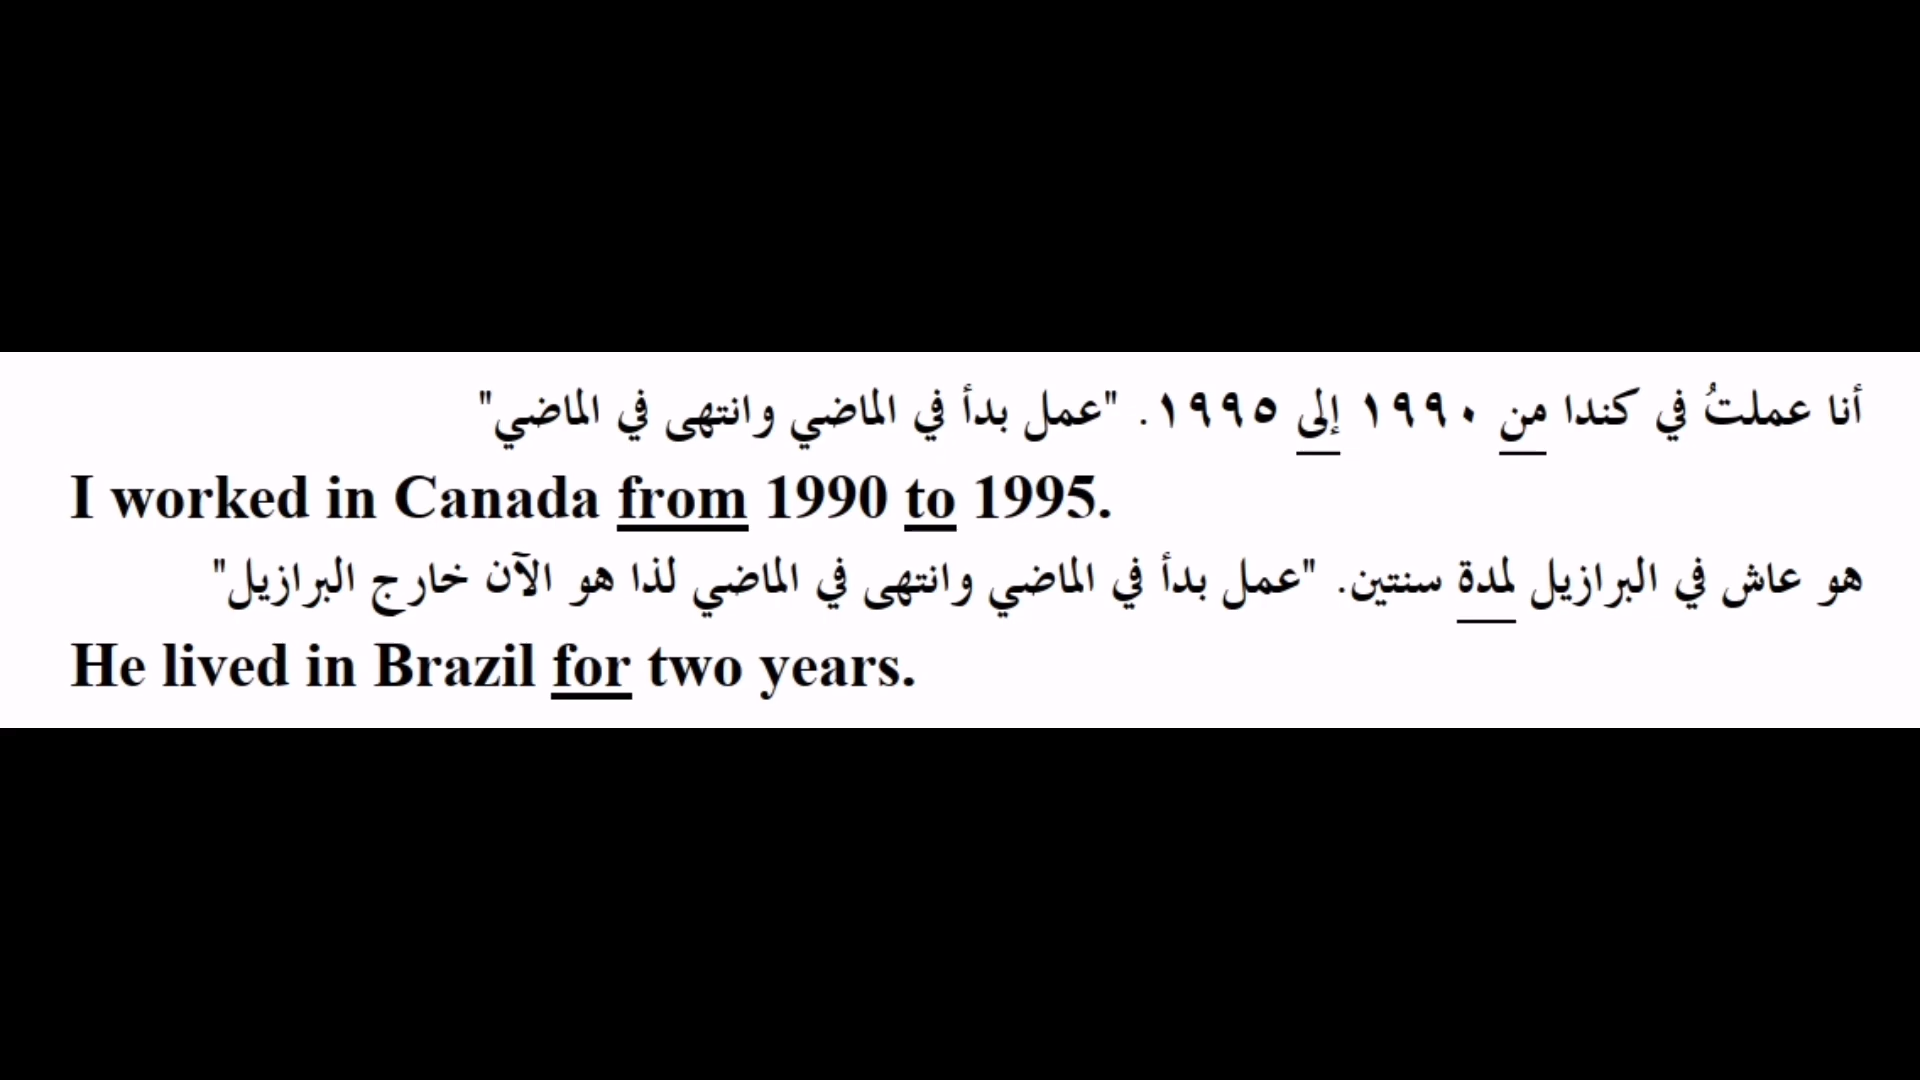 أنا عملتُ في كندا من ١٩٩٠ إلى ١٩٩٥. "عمل بدأ في الماضي وانتهى في الماضي"
I worked in Canada from 1990 to 1995.
هو عاش في البرازيل لمدة سنتين. "عمل بدأ في الماضي وانتهى في الماضي لذا هو الآن خارج البرازيل"
He lived in Brazil for two years.